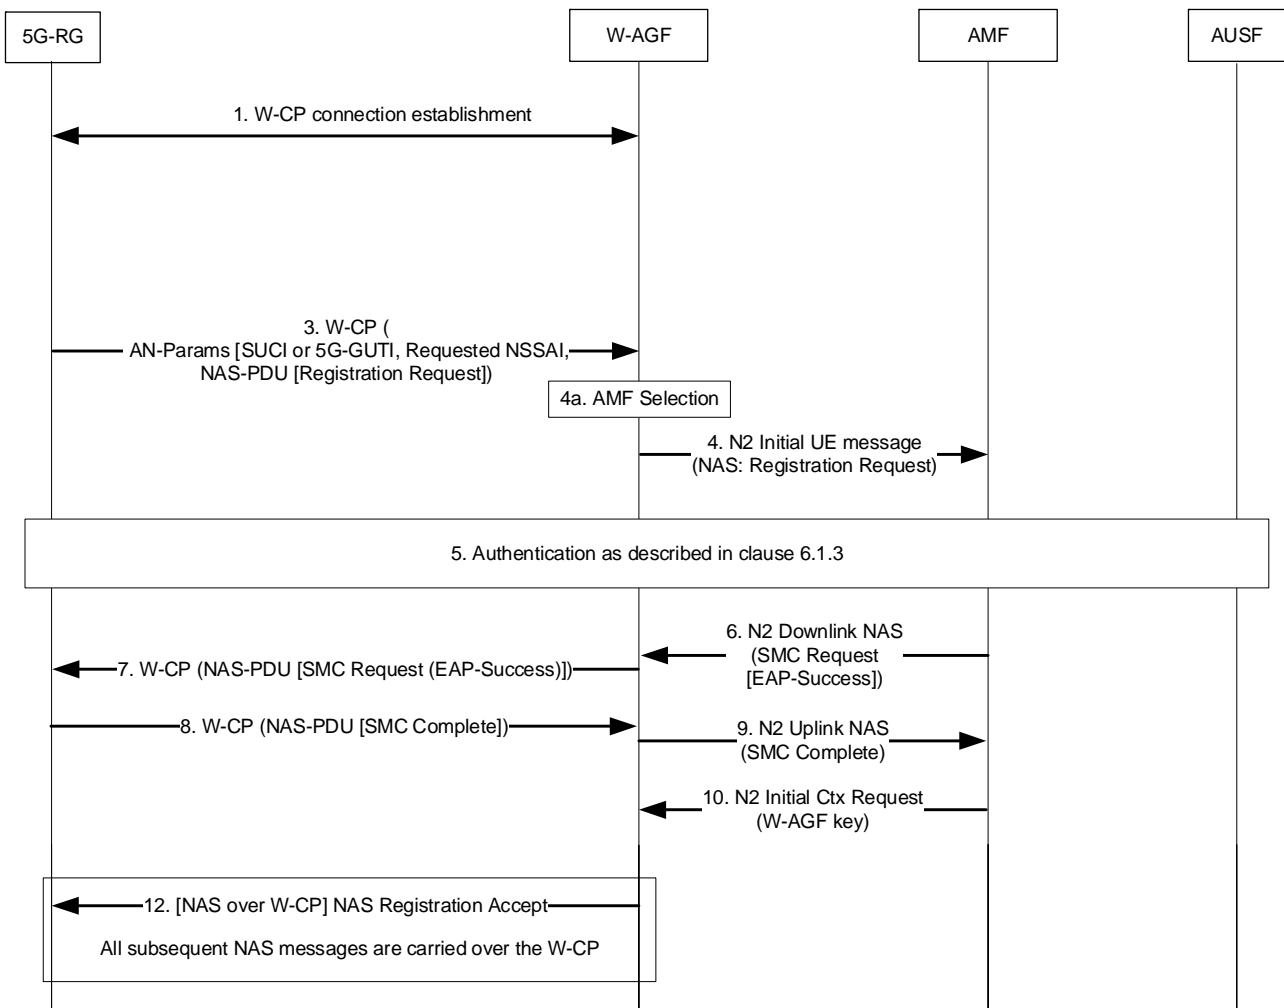 5G-RG
W-AGF
AMF
AUSF
1. W-CP connection establishment
3. W-CP (
AN-Params [SUCI or 5G-GUTI, Requested NSSAI,
NAS-PDU [Registration Request])
4a. AMF Selection
4. N2 Initial UE message
(NAS: Registration Request)
5. Authentication as described in clause 6.1.3
6. N2 Downlink NAS
(SMC Request
[EAP-Success])
7. W-CP (NAS-PDU [SMC Request (EAP-Success)])
8. W-CP (NAS-PDU [SMC Complete])
9. N2 Uplink NAS
(SMC Complete)
10. N2 Initial Ctx Request
(W-AGF key)
12. [NAS over W-CP] NAS Registration Accept
All subsequent NAS messages are carried over the W-CP